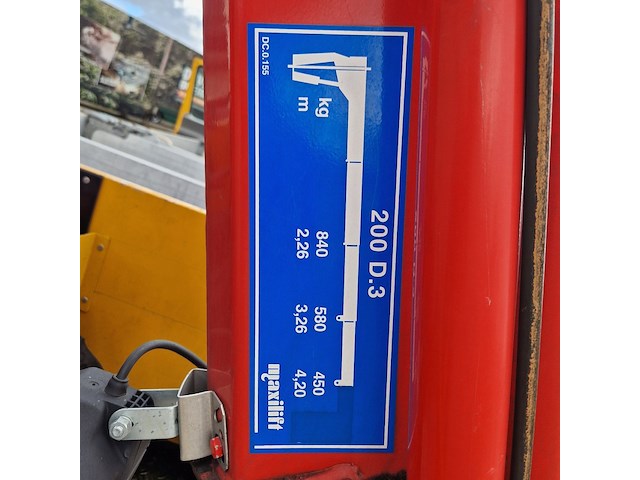 DC.0.155
200 D.3
kg 840 580 450
m 2,26 3,26 4,20
maxilift